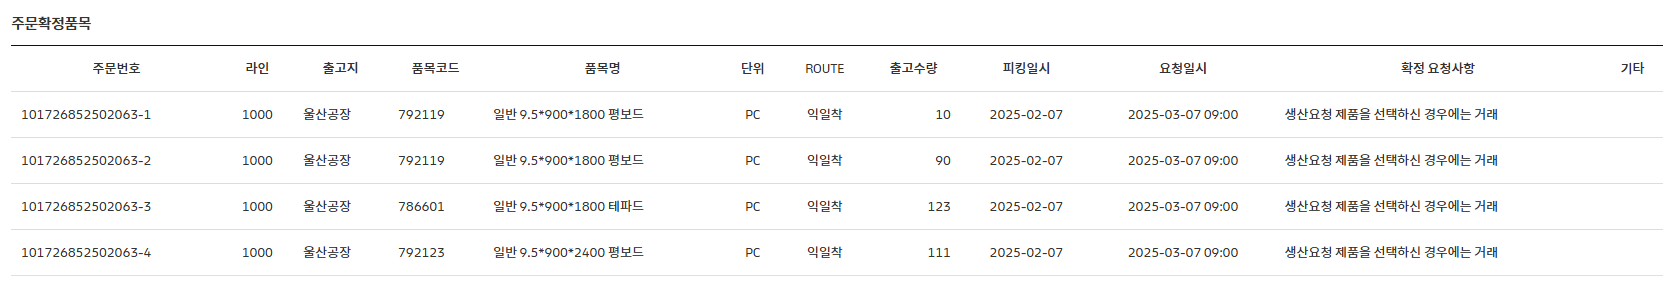 주문확정품목
주문번호 라인 출고지 품목코드 품목명 단위 ROUTE 출고수량 피킹일시 요청일시 확정 요청사항 기타
101726852502063-1 1000 울산공장 792119 일반 9.5*900*1800 평보드 PC 익일착 10 2025-02-07 2025-03-07 09:00 생산요청 제품을 선택하신 경우에는 거래
101726852502063-2 1000 울산공장 792119 일반 9.5*900*1800 평보드 PC 익일착 90 2025-02-07 2025-03-07 09:00 생산요청 제품을 선택하신 경우에는 거래
101726852502063-3 1000 울산공장 786601 일반 9.5*900*1800 테파드 PC 익일착 123 2025-02-07 2025-03-07 09:00 생산요청 제품을 선택하신 경우에는 거래
101726852502063-4 1000 울산공장 792123 일반 9.5*900*2400 평보드 PC 익일착 111 2025-02-07 2025-03-07 09:00 생산요청 제품을 선택하신 경우에는 거래